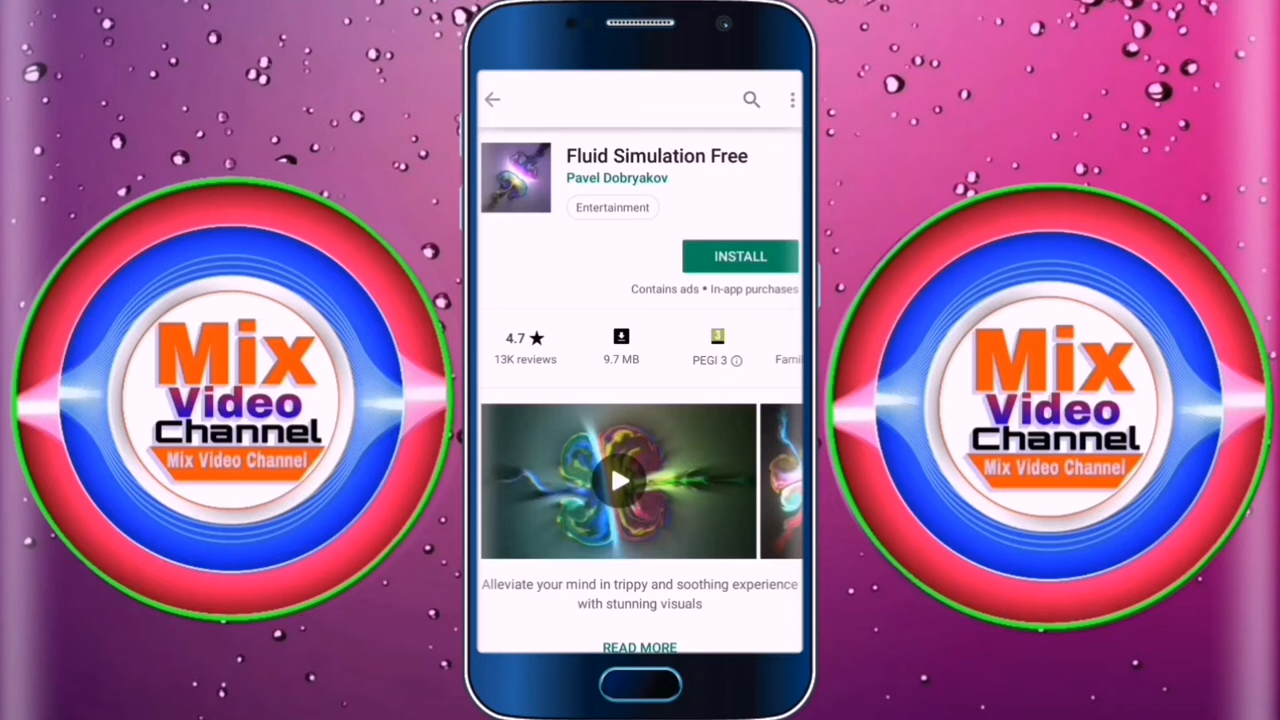 Fluid Simulation Free
Pavel Dobryakov
Entertainment
INSTALL
Contains ads • In-app purchases
4.7 ★
13K reviews
9.7 MB
3
PEGI 3
Fami
Alleviate your mind in trippy and soothing experience
with stunning visuals
READ MORE
Mix
Video
Channel
Mix Video Channel
Mix
Video
Channel
Mix Video Channel